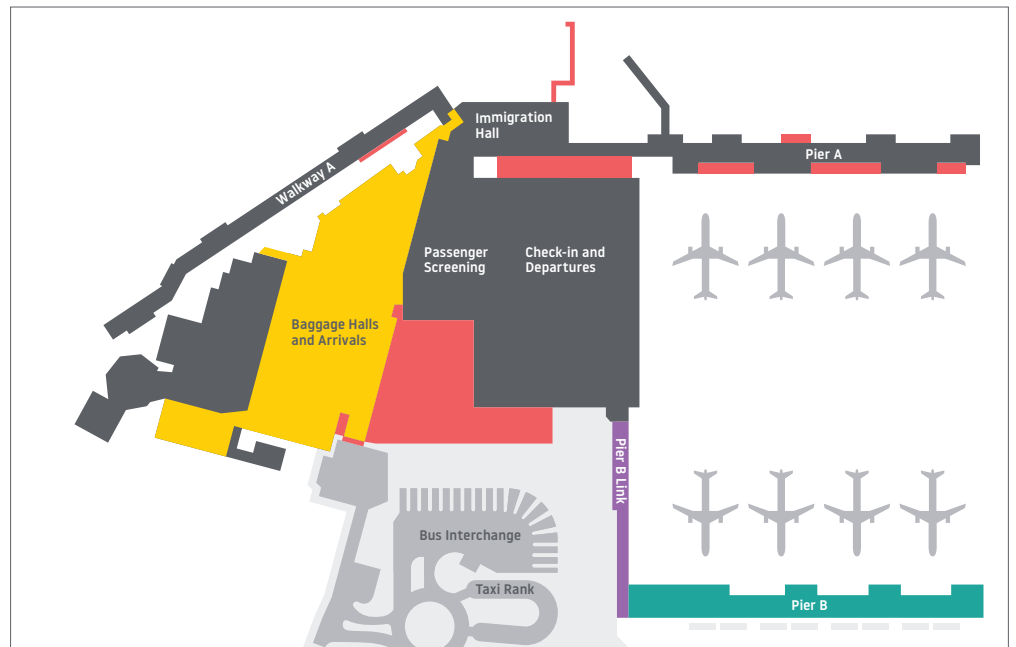 Immigration
Hall
Pier A
Walkway A
Passenger
Screening
Check-in and
Departures
Baggage Halls
and Arrivals
Pier B Link
Bus Interchange
Taxi Rank
Pier B